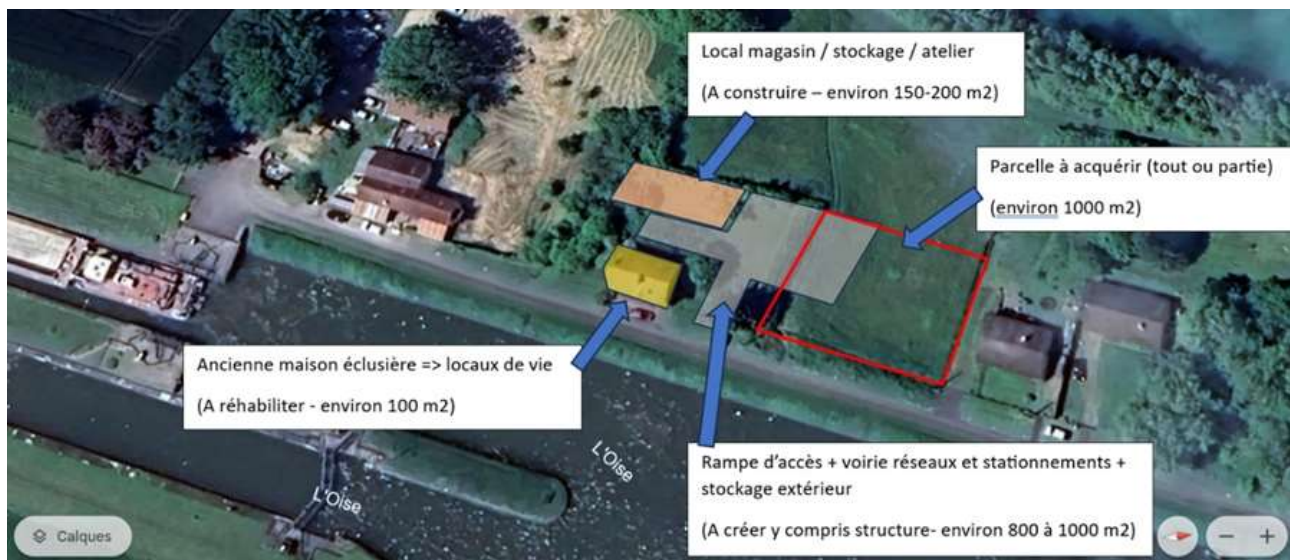 Local magasin / stockage / atelier
(A construire – environ 150-200 m2)
Parcelle à acquérir (tout ou partie)
(environ 1000 m2)
Ancienne maison éclusière => locaux de vie
(A réhabiliter - environ 100 m2)
L'Oise
L'Oise
Rampe d'accès + voirie réseaux et stationnements +
stockage extérieur
(A créer y compris structure- environ 800 à 1000 m2)
Calques